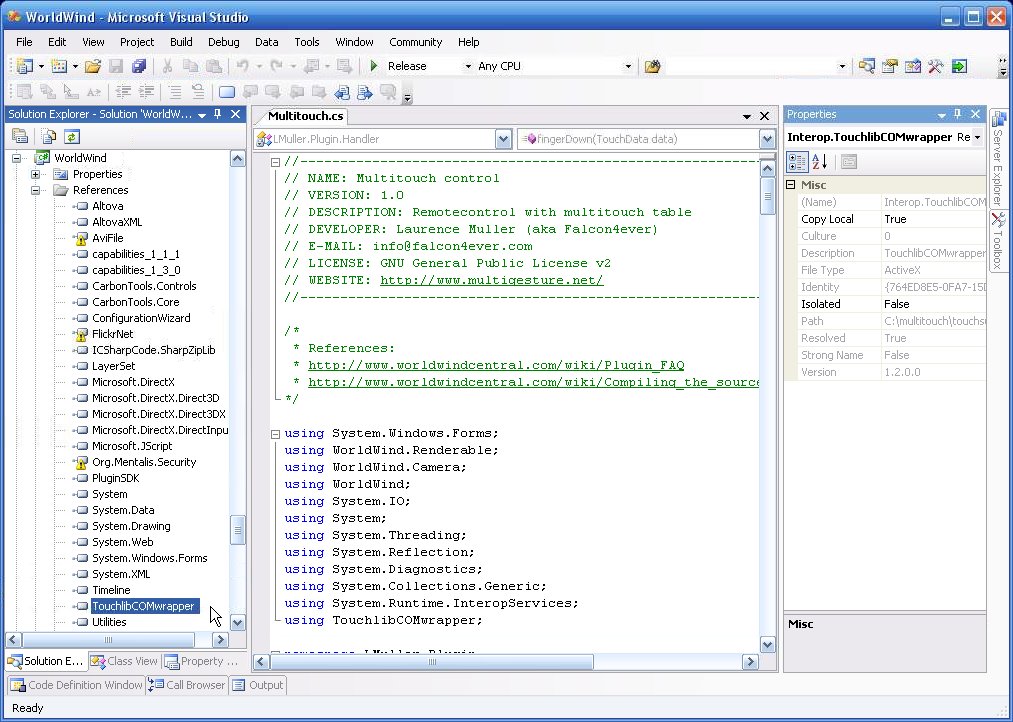 WorldWind - Microsoft Visual Studio
File Edit View Project Build Debug Data Tools Window Community Help
Release Any CPU
Solution Explorer - Solution 'WorldW...
WorldWind
Properties
References
Altova
AltovaXML
AviFile
capabilities_1_1_1
capabilities_1_3_0
CarbonTools.Controls
CarbonTools.Core
ConfigurationWizard
FlickrNet
ICSharpCode.SharpZipLib
LayerSet
Microsoft.DirectX
Microsoft.DirectX.Direct3D
Microsoft.DirectX.Direct3DX
Microsoft.DirectX.DirectInpu
Microsoft.JScript
Org.Mentalis.Security
PluginSDK
System
System.Data
System.Drawing
System.Web
System.Windows.Forms
System.XML
Timeline
TouchlibCOMwrapper
Utilities
Solution E... Class View Property ...
Multitouch.cs
LMuller.Plugin.Handler fingerDown(TouchData data)
//----------------------------------------------------------
// NAME: Multitouch control
// VERSION: 1.0
// DESCRIPTION: Remotecontrol with multitouch table
// DEVELOPER: Laurence Muller (aka Falcon4ever)
// E-MAIL: info@falcon4ever.com
// LICENSE: GNU General Public License v2
// WEBSITE: http://www.multigesture.net/
//----------------------------------------------------------
/*
* References:
* http://www.worldwindcentral.com/wiki/Plugin_FAQ
* http://www.worldwindcentral.com/wiki/Compiling_the_source
*/
using System.Windows.Forms;
using WorldWind.Renderable;
using WorldWind.Camera;
using WorldWind;
using System.IO;
using System;
using System.Threading;
using System.Reflection;
using System.Diagnostics;
using System.Collections.Generic;
using System.Runtime.InteropServices;
using TouchlibCOMwrapper;
namespace LMuller.Plugin
Properties
Interop.TouchlibCOMwrapper Re
Misc
(Name) Interop.TouchlibCOM
Copy Local True
Culture 0
Description TouchlibCOMwrapper
File Type ActiveX
Identity {764ED8E5-0FA7-15D
Isolated False
Path C:\multitouch\touchs
Resolved True
Strong Name False
Version 1.2.0.0
Misc
Server Explorer
Toolbox
Code Definition Window Call Browser Output
Ready